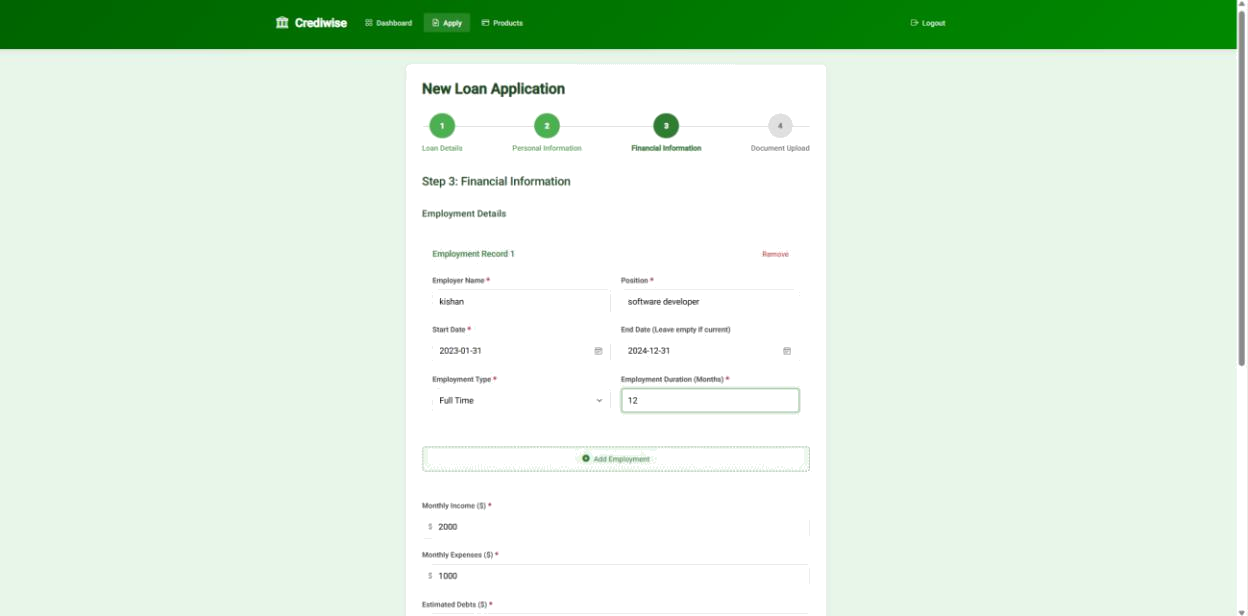 Crediwise Dashboard Apply Products Logout
New Loan Application
1 2 3 4
Loan Details Personal Information Financial Information Document Upload
Step 3: Financial Information
Employment Details
Employment Record 1 Remove
Employer Name * Position *
kishan software developer
Start Date * End Date (Leave empty if current)
2023-01-31 2024-12-31
Employment Type * Employment Duration (Months) *
Full Time 12
Add Employment
Monthly Income ($) *
$ 2000
Monthly Expenses ($) *
$ 1000
Estimated Debts ($) *